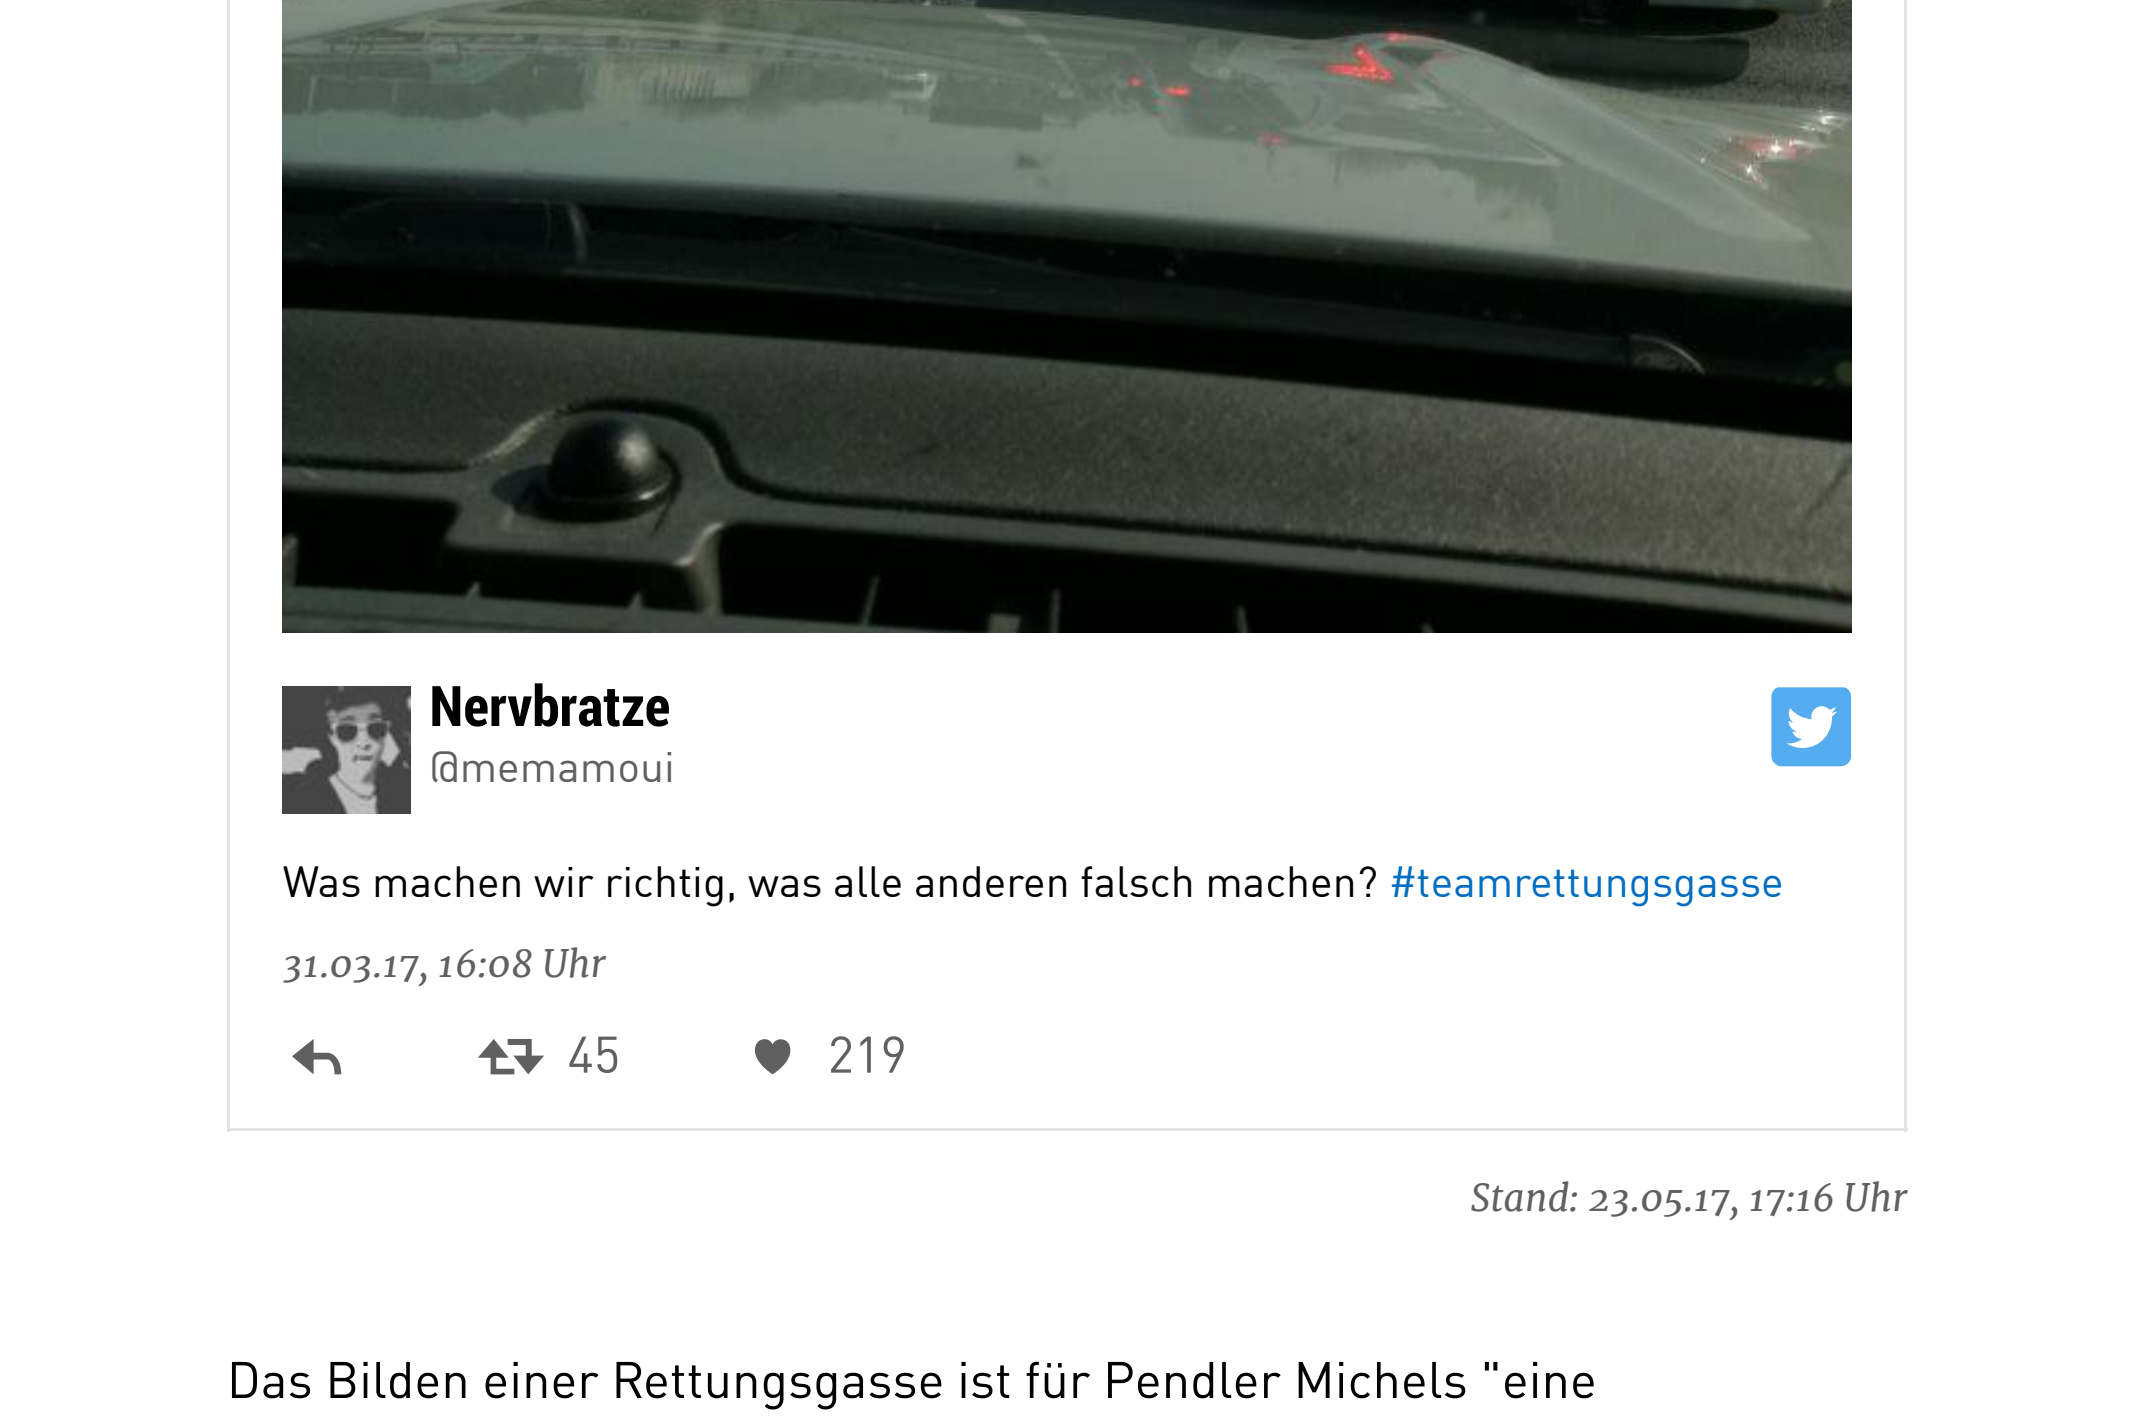 Nervbratze
@memamoui
Was machen wir richtig, was alle anderen falsch machen? #teamrettungsgasse
31.03.17, 16:08 Uhr
45 219
Stand: 23.05.17, 17:16 Uhr
Das Bilden einer Rettungsgasse ist für Pendler Michels "eine